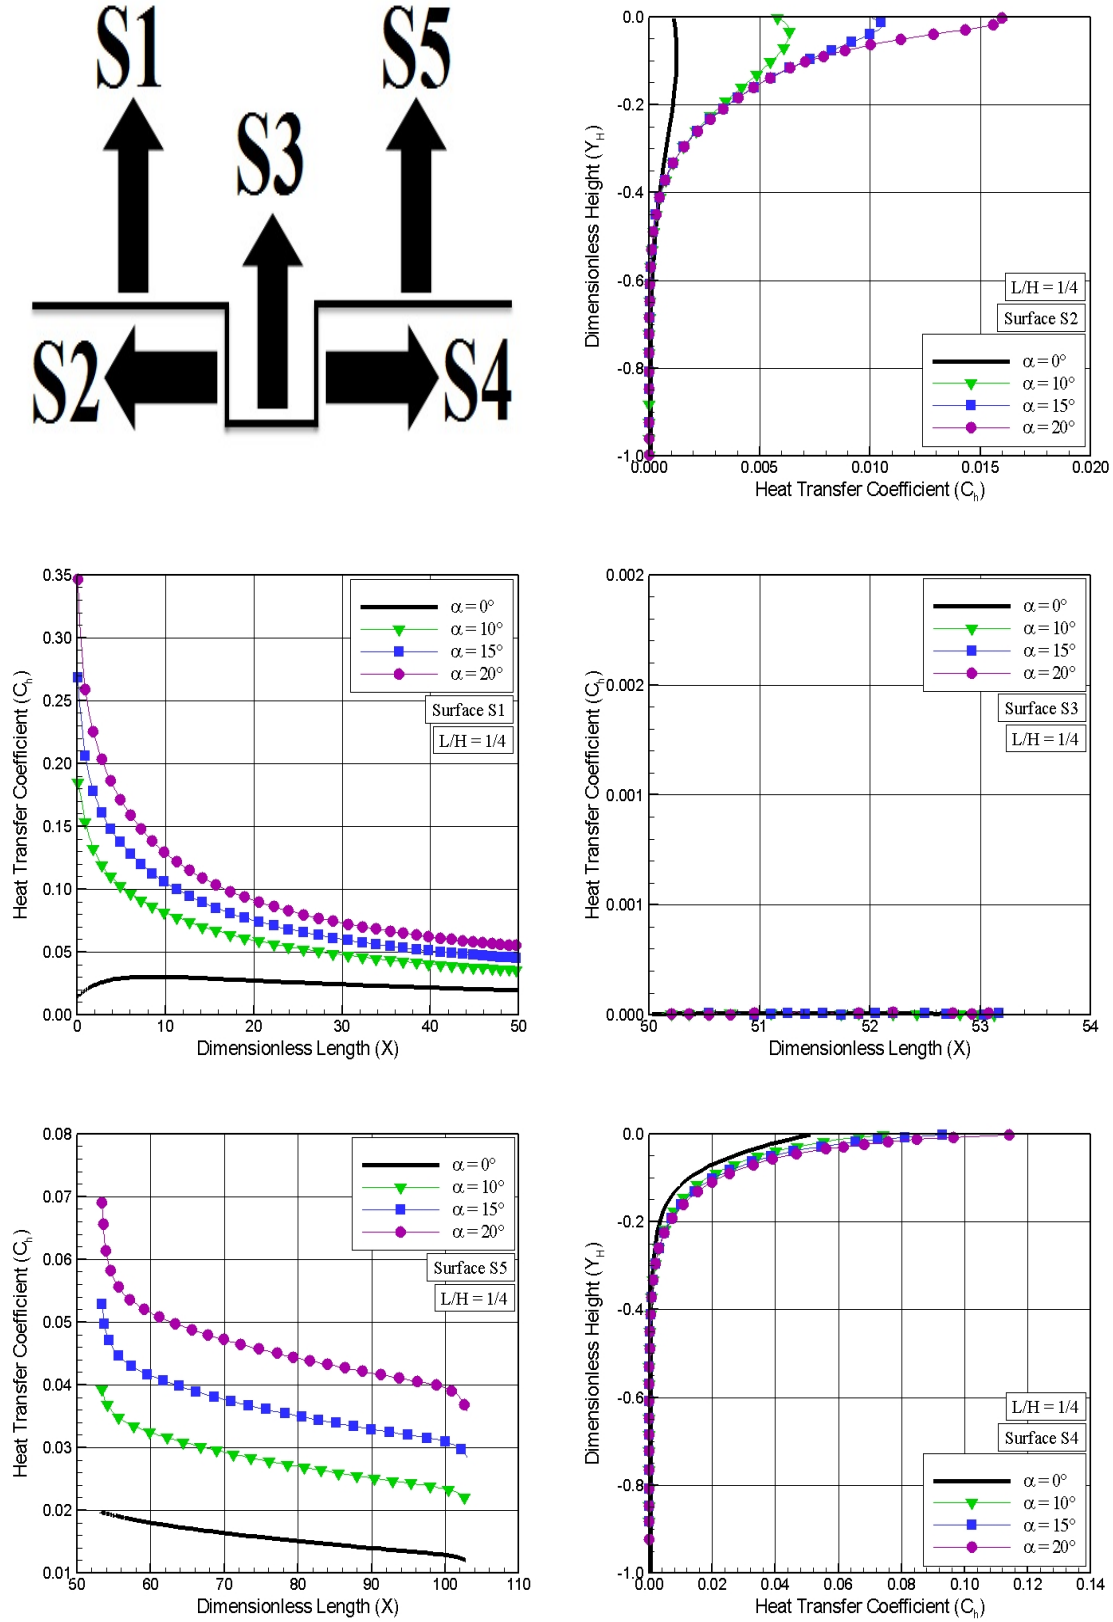 S1
S5
S3
S2
S4
0.0
-0.2
-0.4
-0.6
-0.8
-1.0
Dimensionless Height (Y_H)
L/H = 1/4
Surface S2
α = 0°
α = 10°
α = 15°
α = 20°
0.000
0.005
0.010
0.015
0.020
Heat Transfer Coefficient (C_h)
0.35
0.30
0.25
0.20
0.15
0.10
0.05
0.00
Heat Transfer Coefficient (C_h)
α = 0°
α = 10°
α = 15°
α = 20°
Surface S1
L/H = 1/4
0
10
20
30
40
50
Dimensionless Length (X)
0.002
0.002
0.001
0.001
0.000
Heat Transfer Coefficient (C_h)
α = 0°
α = 10°
α = 15°
α = 20°
Surface S3
L/H = 1/4
50
51
52
53
54
Dimensionless Length (X)
0.08
0.07
0.06
0.05
0.04
0.03
0.02
0.01
Heat Transfer Coefficient (C_h)
α = 0°
α = 10°
α = 15°
α = 20°
Surface S5
L/H = 1/4
50
60
70
80
90
100
110
Dimensionless Length (X)
0.0
-0.2
-0.4
-0.6
-0.8
-1.0
Dimensionless Height (Y_H)
L/H = 1/4
Surface S4
α = 0°
α = 10°
α = 15°
α = 20°
0.00
0.02
0.04
0.06
0.08
0.10
0.12
0.14
Heat Transfer Coefficient (C_h)